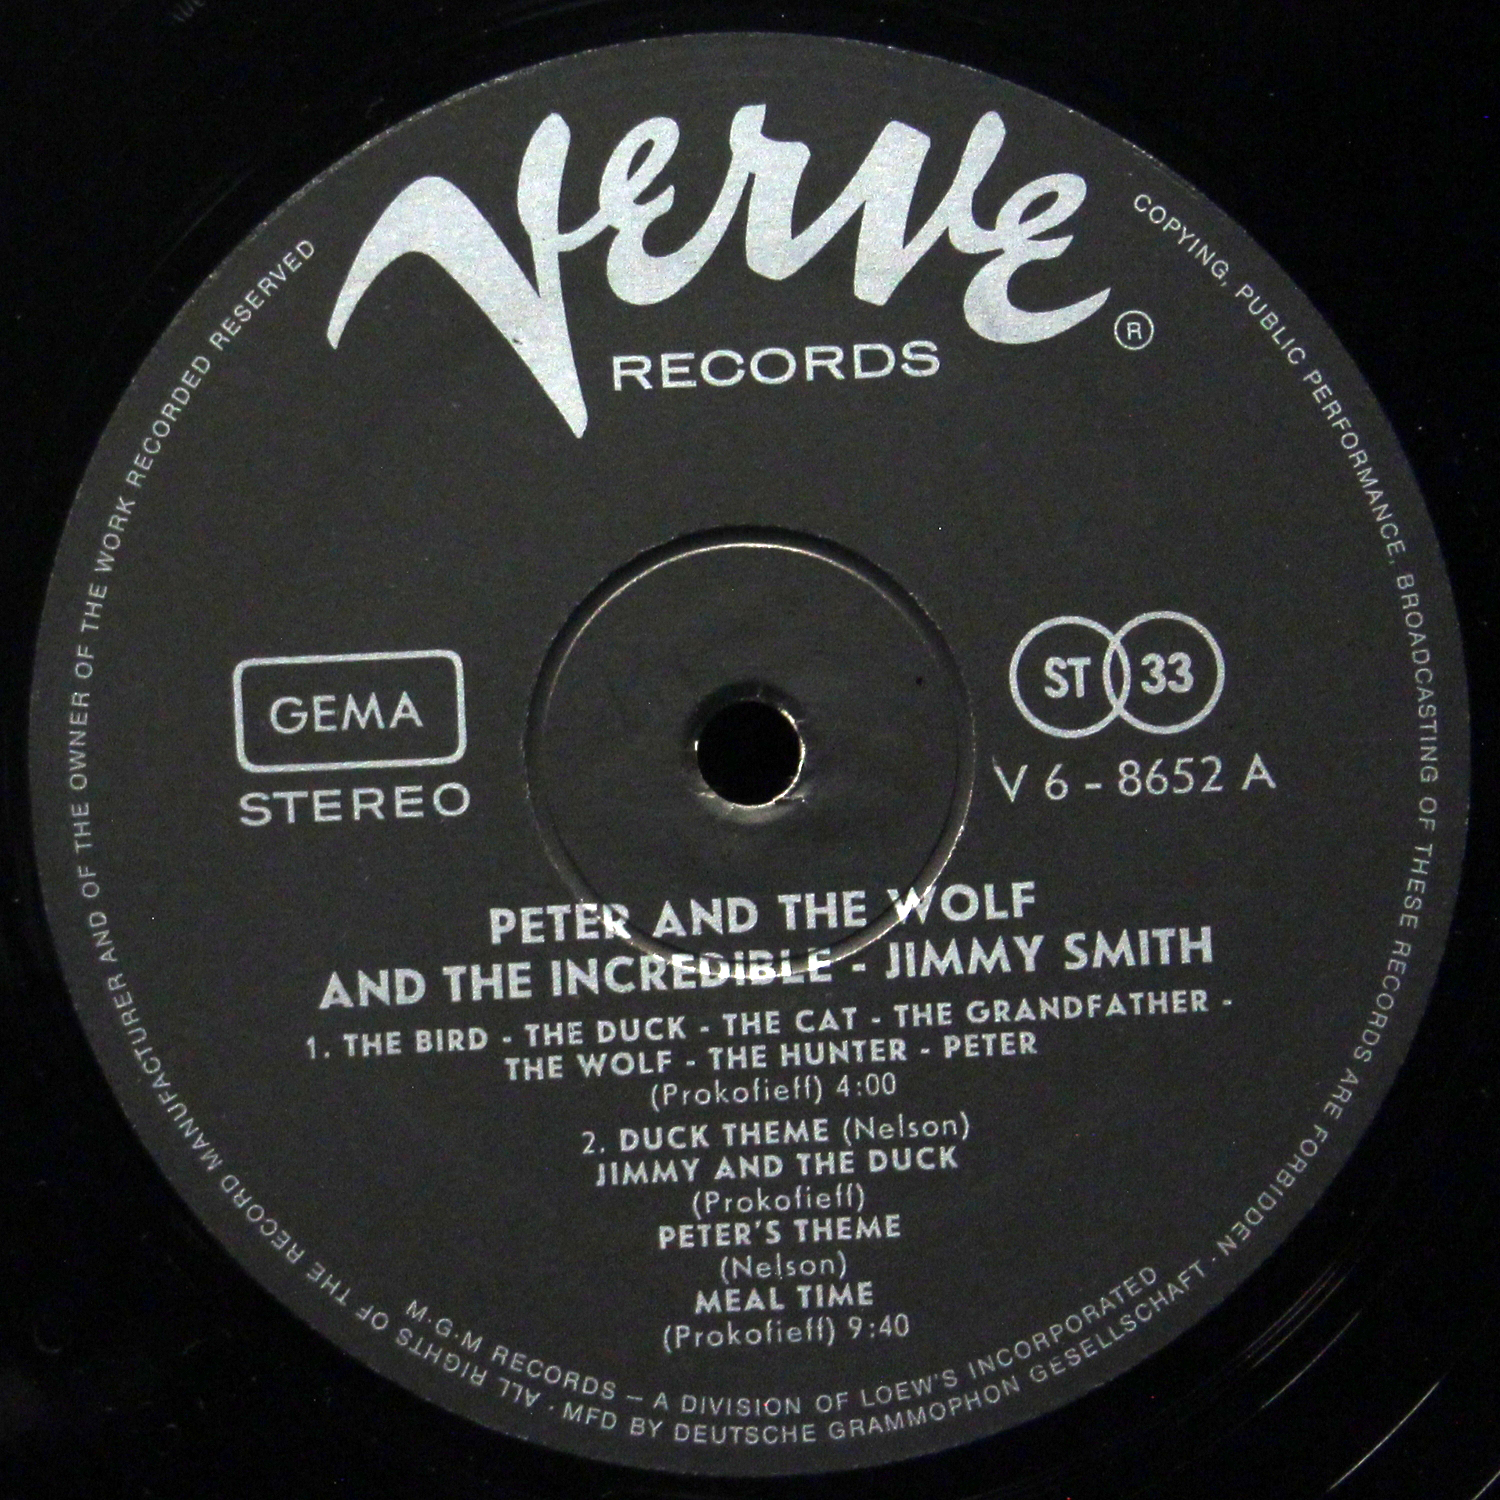 Verve
RECORDS
®
GEMA
STEREO
ST 33
V 6 - 8652 A
PETER AND THE WOLF
AND THE INCREDIBLE - JIMMY SMITH
1. THE BIRD - THE DUCK - THE CAT - THE GRANDFATHER -
THE WOLF - THE HUNTER - PETER
(Prokofieff) 4:00
2. DUCK THEME (Nelson)
JIMMY AND THE DUCK
(Prokofieff)
PETER'S THEME
(Nelson)
MEAL TIME
(Prokofieff) 9:40
M·G·M RECORDS — A DIVISION OF LOEW'S INCORPORATED
MFD BY DEUTSCHE GRAMMOPHON GESELLSCHAFT · ALL RIGHTS OF THE RECORD MANUFACTURER AND OF THE OWNER OF THE WORK RECORDED RESERVED
COPYING, PUBLIC PERFORMANCE, BROADCASTING OF THESE RECORDS ARE FORBIDDEN ·